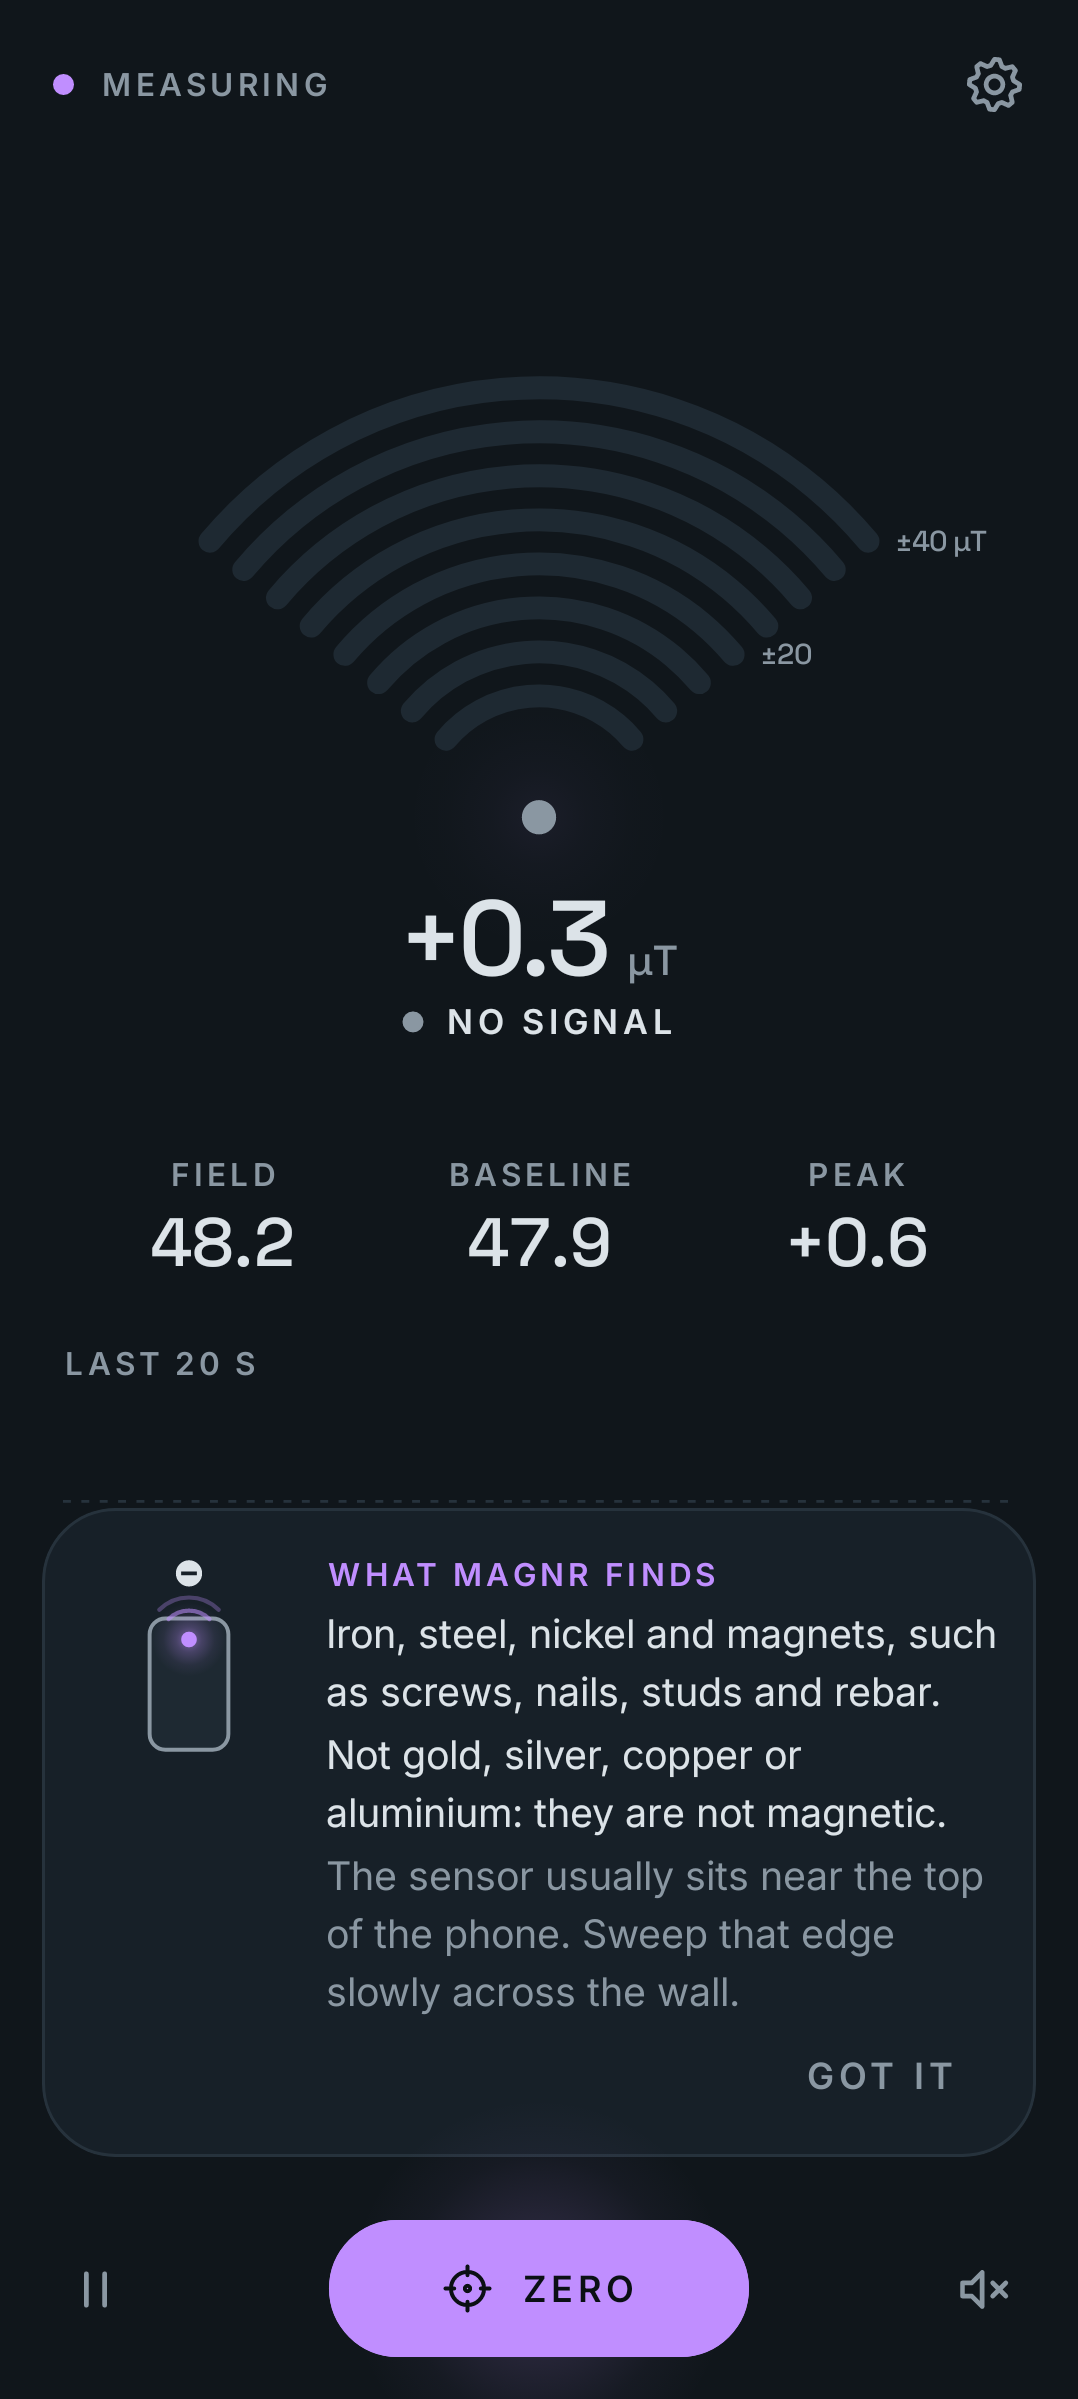 MEASURING
±40 µT
±20
+0.3 µT
NO SIGNAL
FIELD BASELINE PEAK
48.2 47.9 +0.6
LAST 20 S
WHAT MAGNR FINDS
Iron, steel, nickel and magnets, such
as screws, nails, studs and rebar.
Not gold, silver, copper or
aluminium: they are not magnetic.
The sensor usually sits near the top
of the phone. Sweep that edge
slowly across the wall.
GOT IT
ZERO